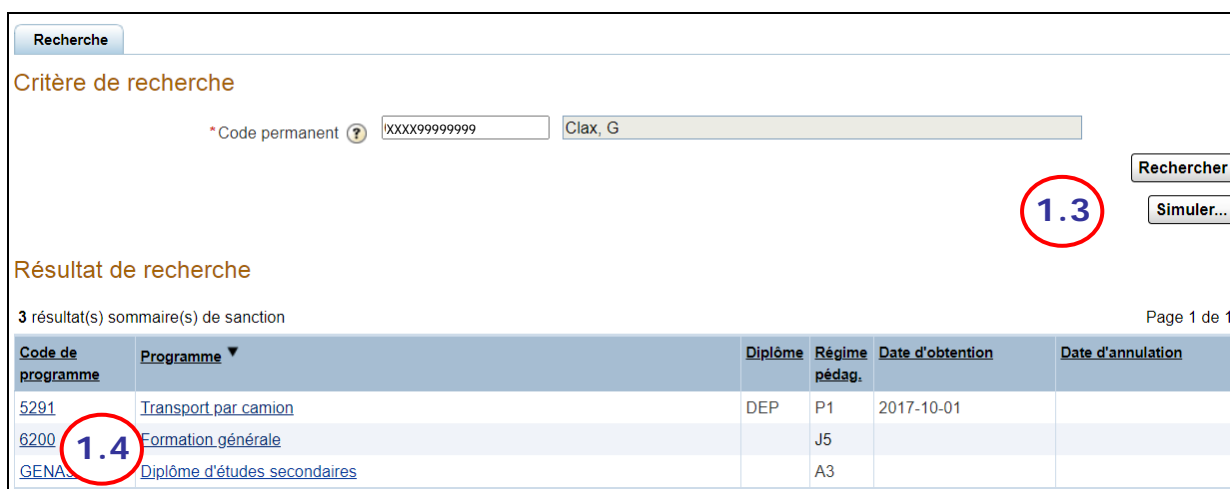 Recherche
Critère de recherche
*Code permanent ? XXXX99999999 Clax, G
Rechercher
1.3
Simuler...
Résultat de recherche
3 résultat(s) sommaire(s) de sanction Page 1 de 1
Code de programme Programme ▼ Diplôme Régime pédag. Date d'obtention Date d'annulation
5291 Transport par camion DEP P1 2017-10-01
6200 Formation générale J5
1.4
Diplôme d'études secondaires A3